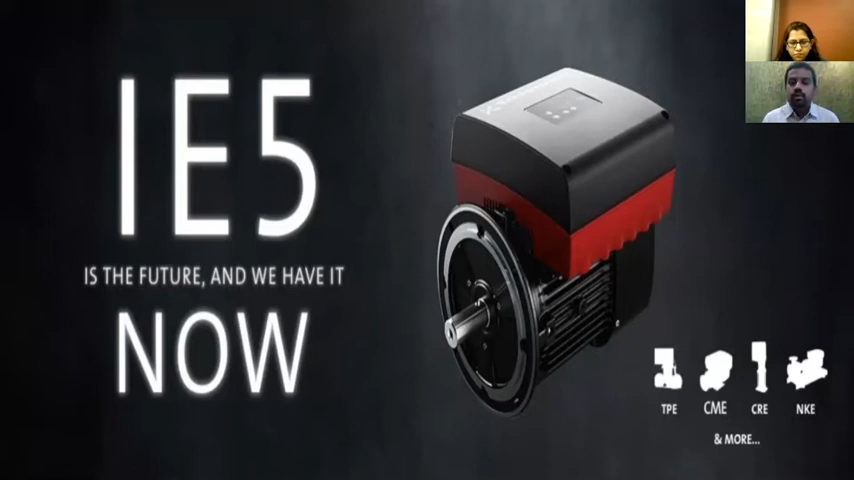 IE5
IS THE FUTURE, AND WE HAVE IT
NOW
TPE CME CRE NKE
& MORE...